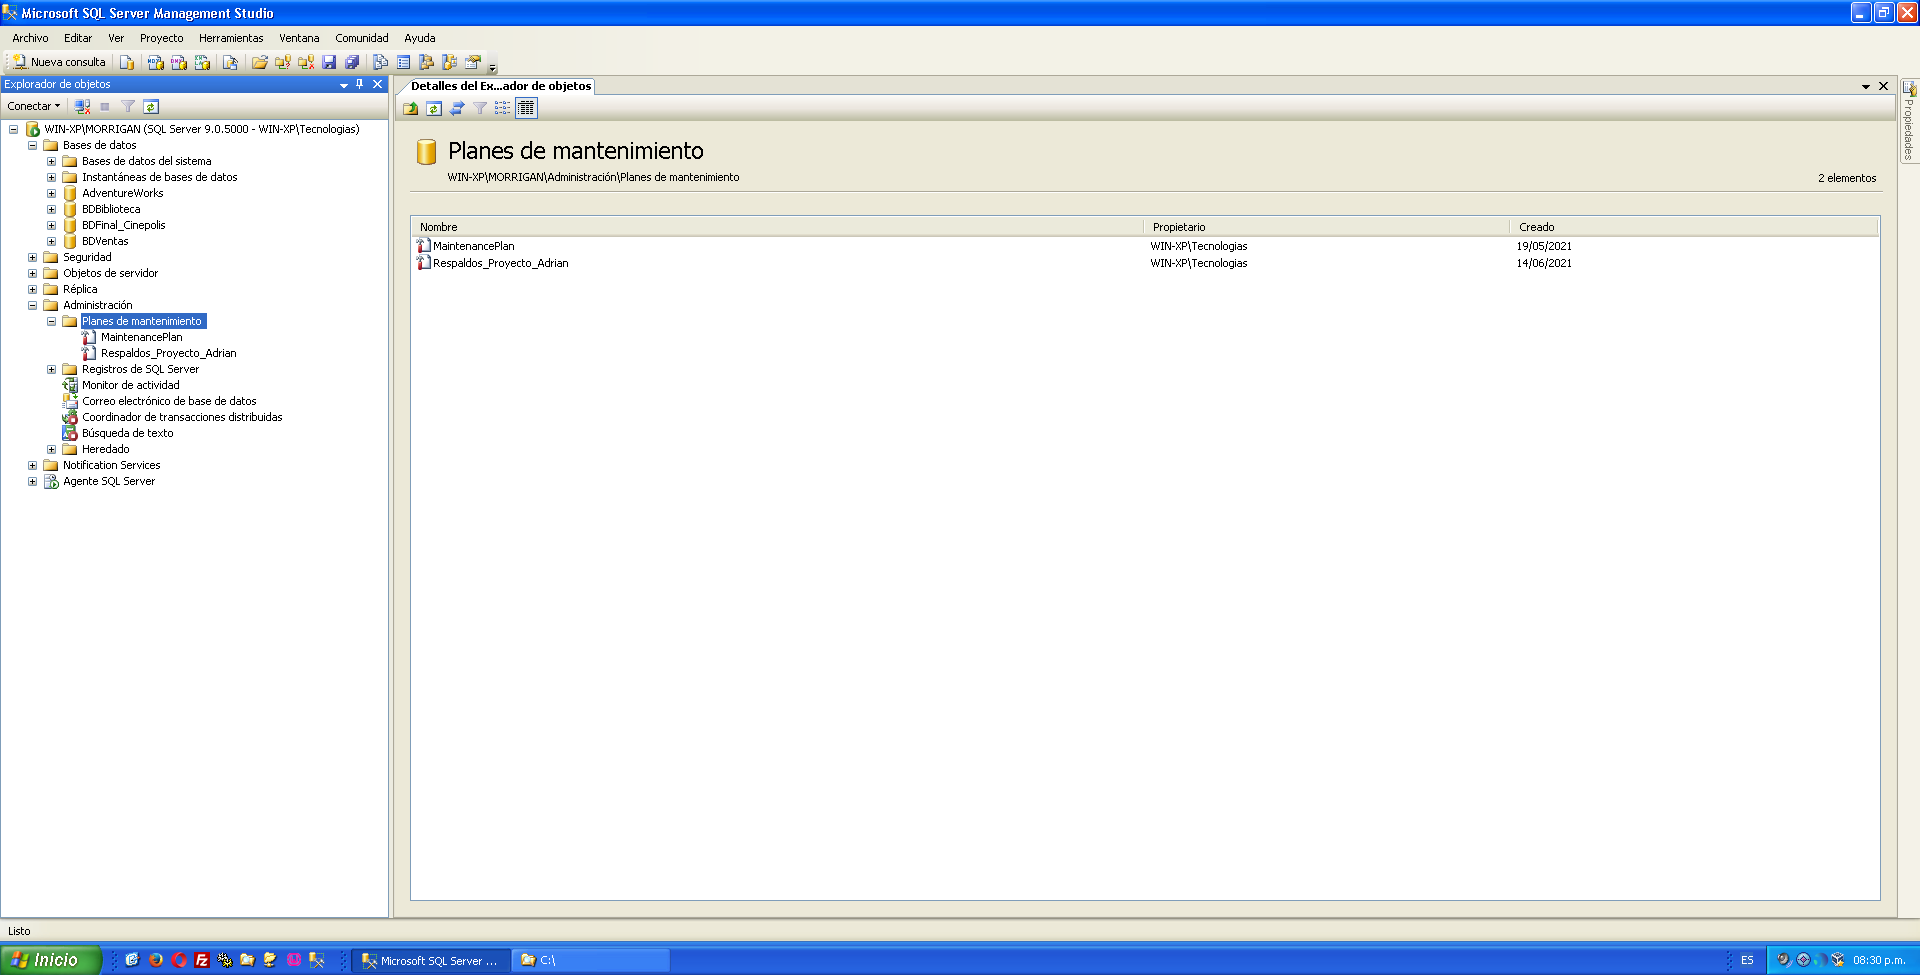 Microsoft SQL Server Management Studio
Archivo Editar Ver Proyecto Herramientas Ventana Comunidad Ayuda
Nueva consulta
Explorador de objetos
Conectar
WIN-XP\MORRIGAN (SQL Server 9.0.5000 - WIN-XP\Tecnologias)
Bases de datos
Bases de datos del sistema
Instantáneas de bases de datos
AdventureWorks
BDBiblioteca
BDFinal_Cinepolis
BDVentas
Seguridad
Objetos de servidor
Réplica
Administración
Planes de mantenimiento
MaintenancePlan
Respaldos_Proyecto_Adrian
Registros de SQL Server
Monitor de actividad
Correo electrónico de base de datos
Coordinador de transacciones distribuidas
Búsqueda de texto
Heredado
Notification Services
Agente SQL Server
Detalles del Ex...ador de objetos
Planes de mantenimiento
WIN-XP\MORRIGAN\Administración\Planes de mantenimiento
2 elementos
Nombre Propietario Creado
MaintenancePlan WIN-XP\Tecnologias 19/05/2021
Respaldos_Proyecto_Adrian WIN-XP\Tecnologias 14/06/2021
Propiedades
Listo
Inicio
Microsoft SQL Server ...
C:\
ES
08:30 p.m.